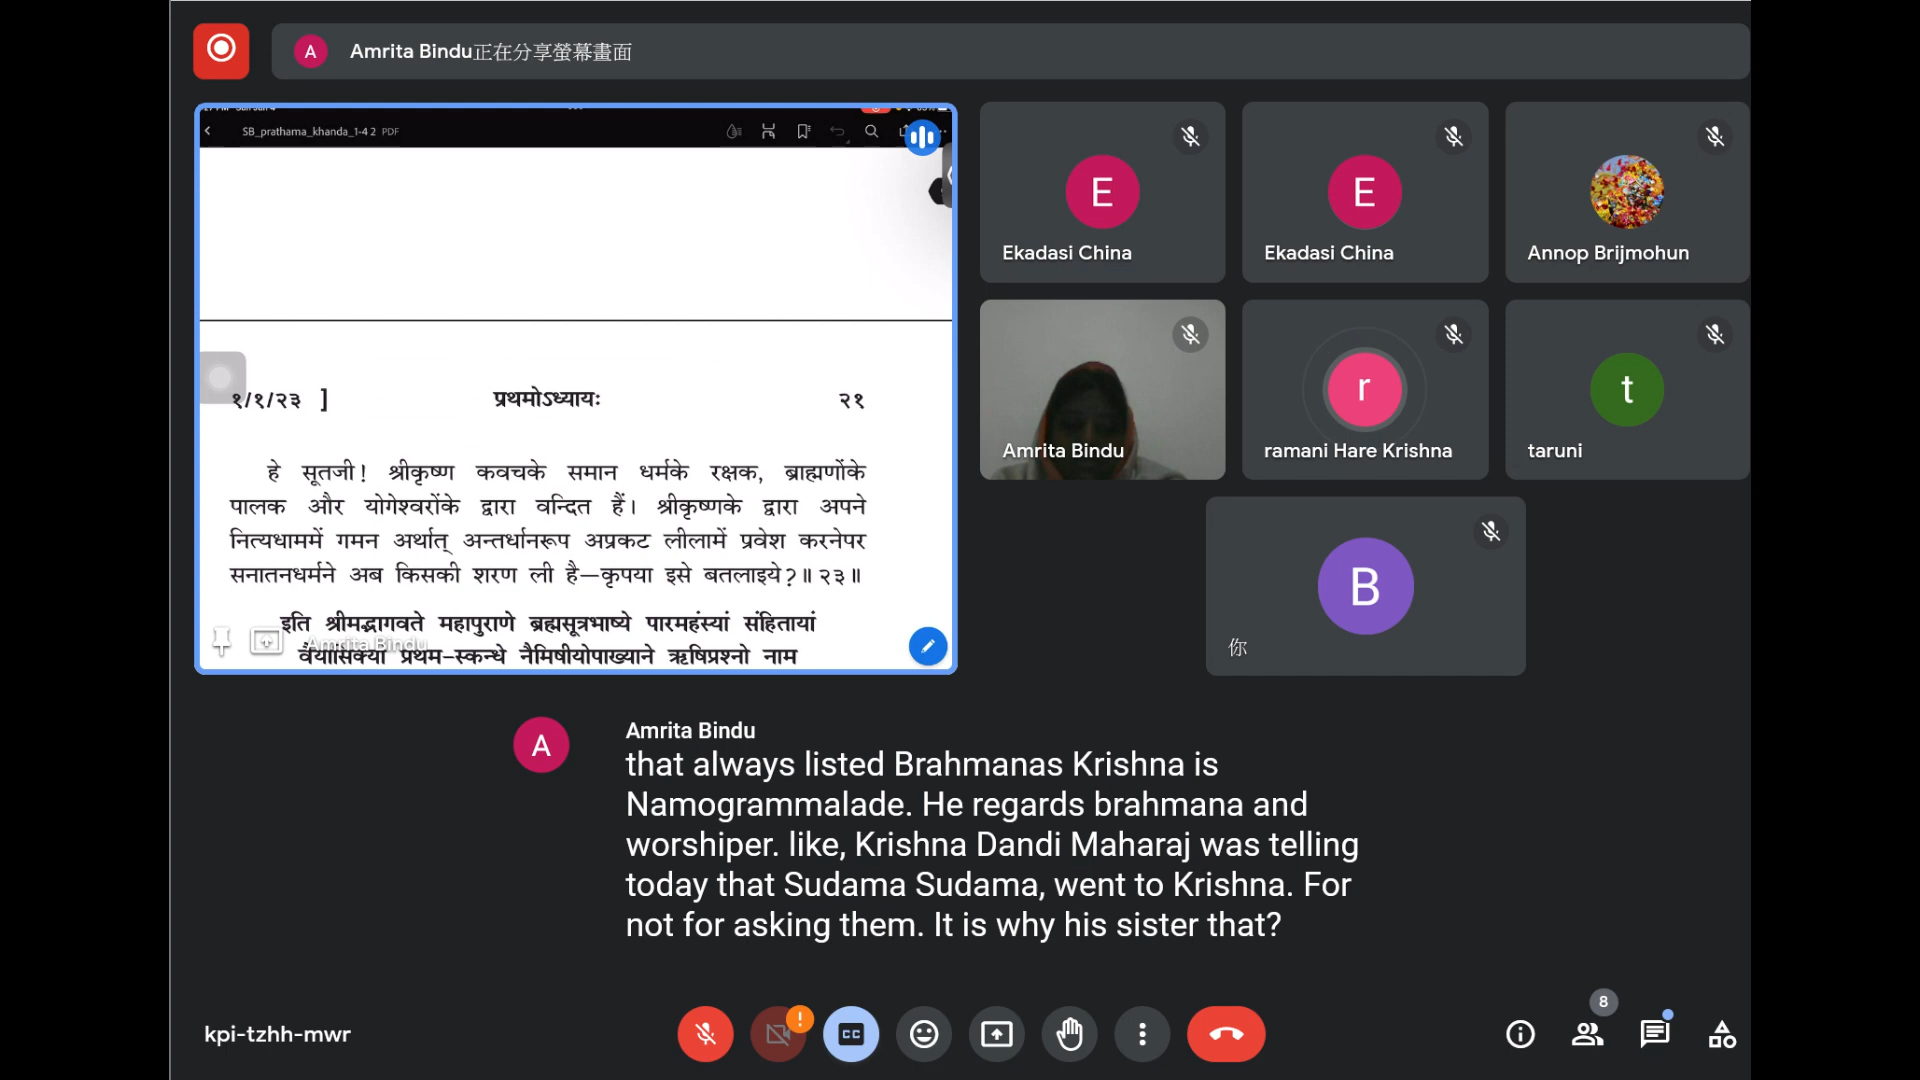 A Amrita Bindu正在分享螢幕畫面
SB_prathama_khanda_1-4 2 PDF
१/१/२३ ] प्रथमोऽध्यायः २१
हे सूतजी! श्रीकृष्ण कवचके समान धर्मके रक्षक, ब्राह्मणोंके
पालक और योगेश्वरोंके द्वारा वन्दित हैं। श्रीकृष्णके द्वारा अपने
नित्यधाममें गमन अर्थात् अन्तर्धानरूप अप्रकट लीलामें प्रवेश करनेपर
सनातनधर्मने अब किसकी शरण ली है—कृपया इसे बतलाइये?॥ २३॥
इति श्रीमद्भागवते महापुराणे ब्रह्मसूत्रभाष्ये पारमहंस्यां संहितायां
वैयासिक्यां प्रथम-स्कन्धे नैमिषीयोपाख्याने ऋषिप्रश्नो नाम
Amrita Bindu
E
Ekadasi China
E
Ekadasi China
Annop Brijmohun
Amrita Bindu
r
ramani Hare Krishna
t
taruni
B
你
A
Amrita Bindu
that always listed Brahmanas Krishna is
Namogrammalade. He regards brahmana and
worshiper. like, Krishna Dandi Maharaj was telling
today that Sudama Sudama, went to Krishna. For
not for asking them. It is why his sister that?
kpi-tzhh-mwr
!
CC
8